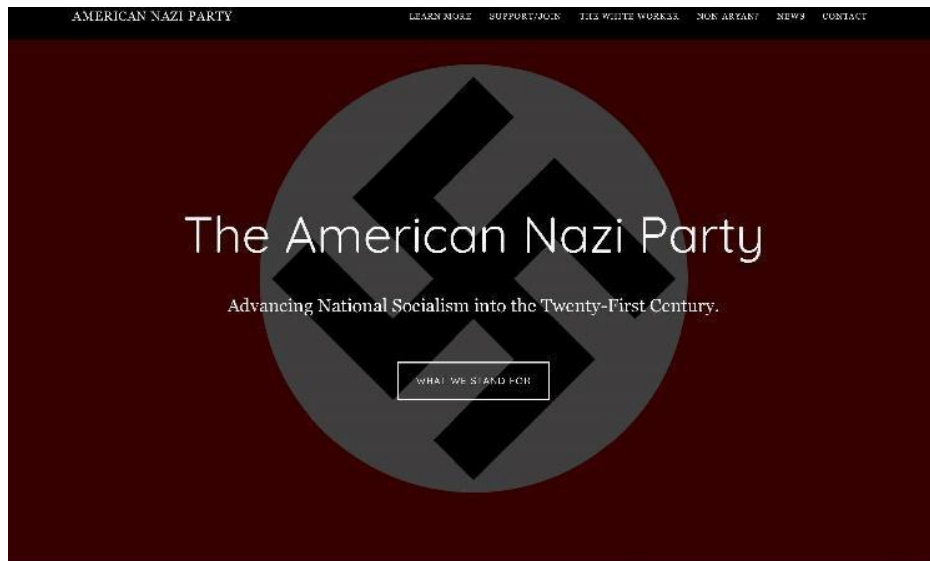 AMERICAN NAZI PARTY
LEARN MORE SUPPORT/JOIN THE WHITE WORKER NON ARYAN? NEWS CONTACT
The American Nazi Party
Advancing National Socialism into the Twenty-First Century.
WHAT WE STAND FOR